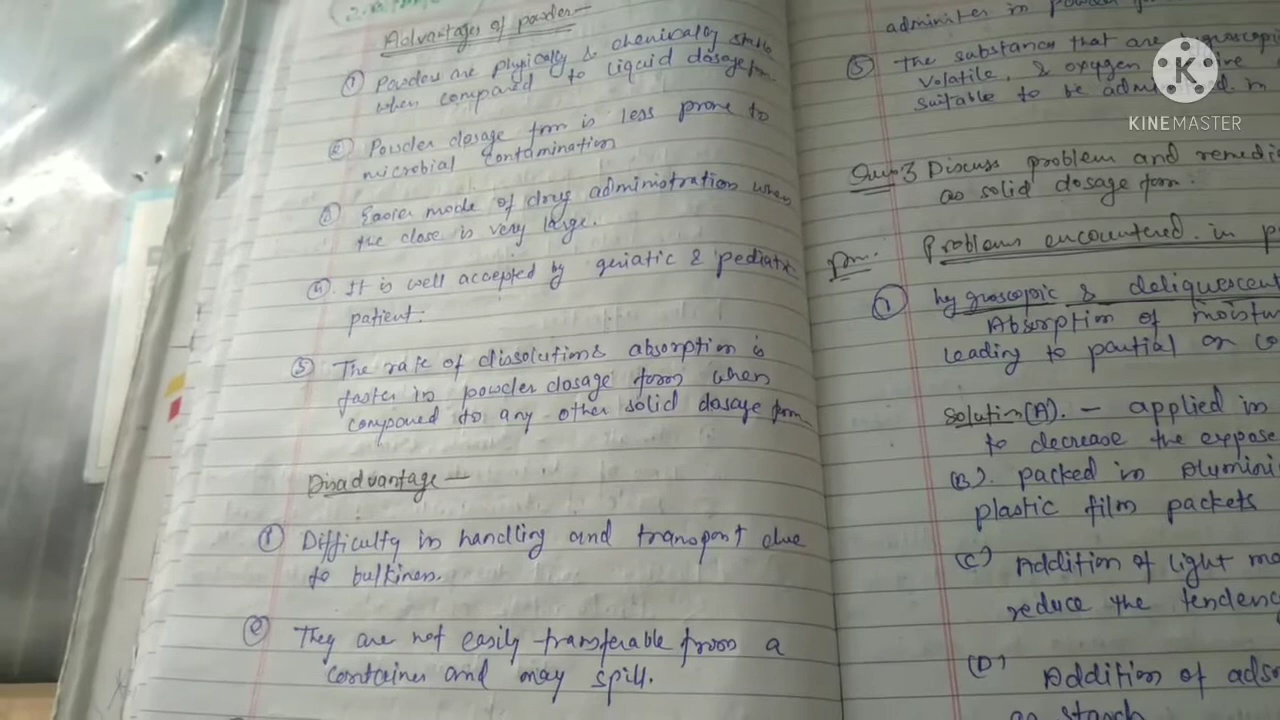 Advantages of powder —
① Powders are physically & chemically stable
when compared to liquid dosage form
② Powder dosage form is less prone to
microbial contamination
③ Easier mode of drug administration when
the dose is very large.
④ It is well accepted by geriatic & pediatric
patient.
⑤ The rate of dissolution & absorption is
faster in powder dosage form when
compared to any other solid dosage form
Disadvantage —
① Difficulty in handling and transport due
to bulkiness.
② They are not easily transferable from a
container and may spill.
administer in powder
⑤ The substance that are
volatile, & oxygen
suitable to be in
Que 3 Discuss problem and
as solid dosage form.
Problems encountered in
① hygroscopic & deliquescent
Absorption of
leading to partial or
Solution (A). – applied in
to decrease the
(B). packed in
plastic film packets
(C) Addition of light
reduce the
(D) Addition of
as starch
KINEMASTER